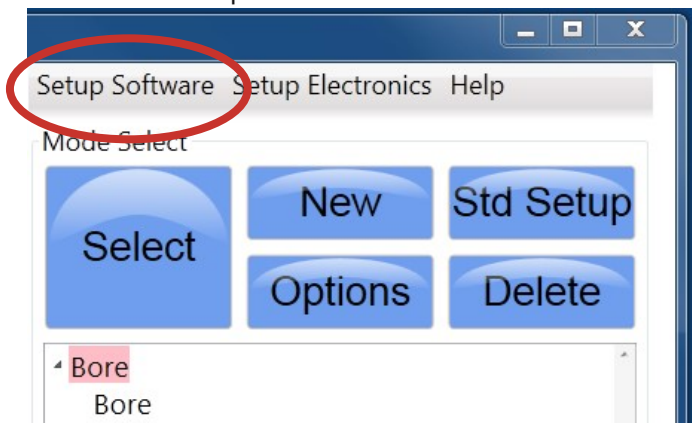 Setup Software Setup Electronics Help
Mode Select
Select
New
Std Setup
Options
Delete
Bore
Bore